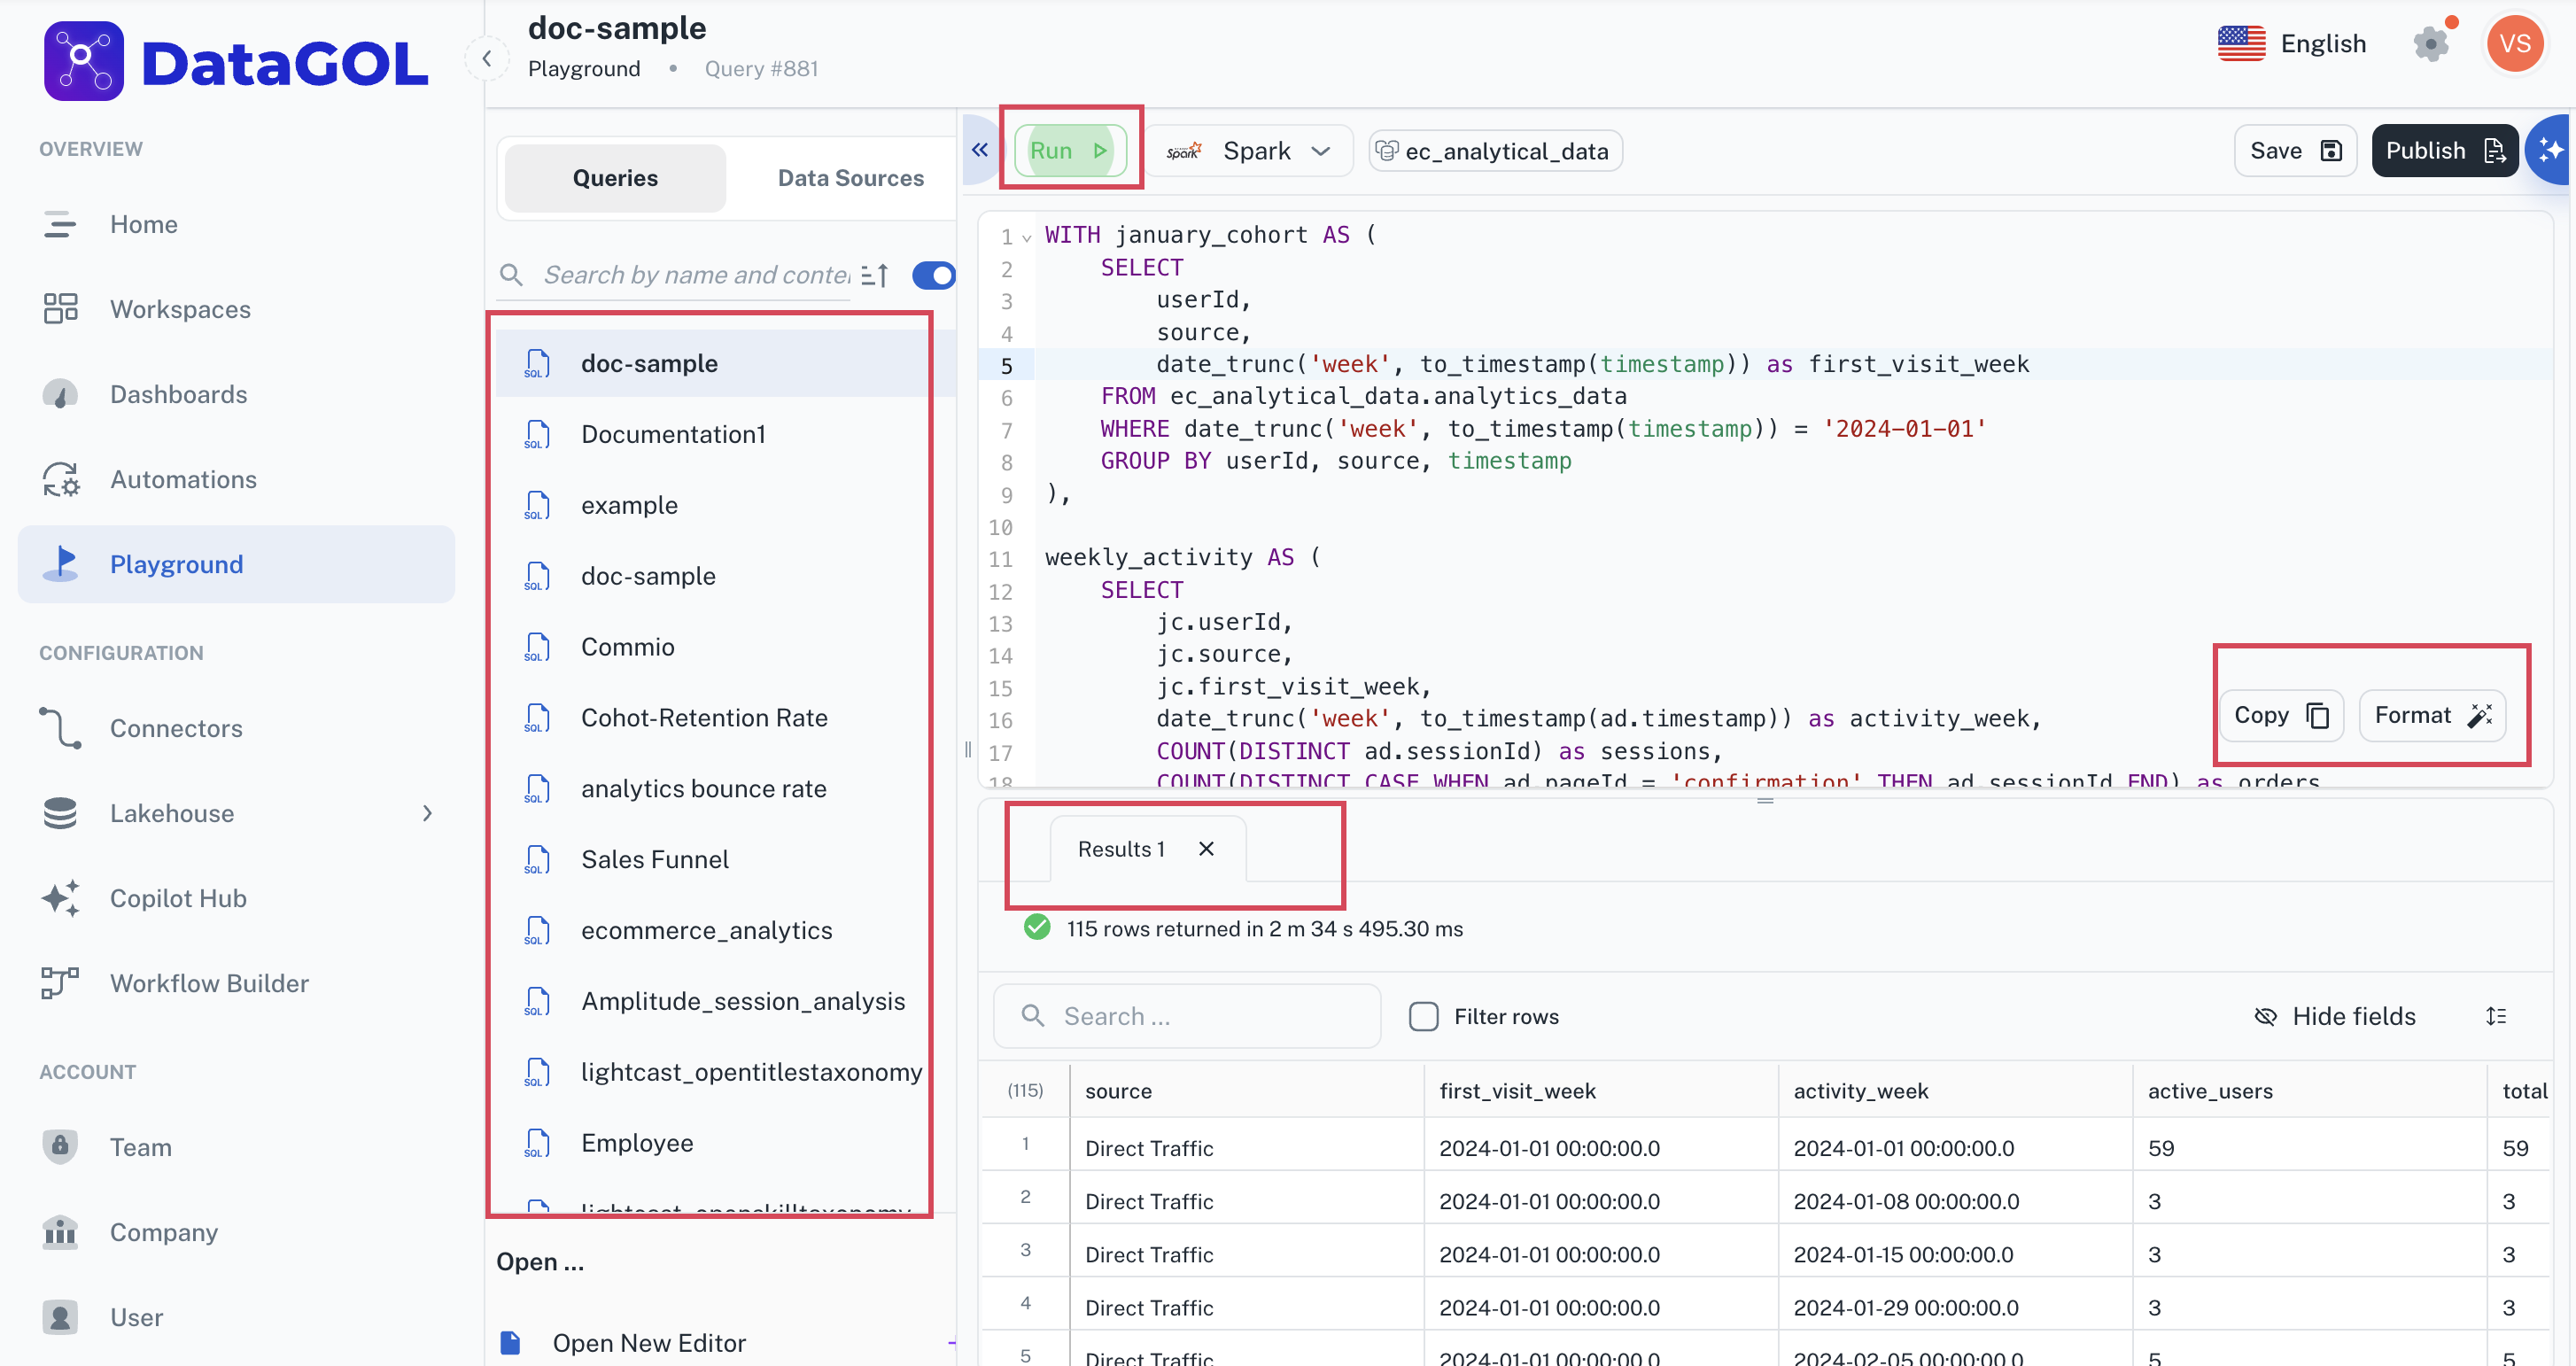 DataGOL
OVERVIEW
Home
Workspaces
Dashboards
Automations
Playground
CONFIGURATION
Connectors
Lakehouse
Copilot Hub
Workflow Builder
ACCOUNT
Team
Company
User
doc-sample
Playground • Query #881
English
VS
Queries
Data Sources
Search by name and conte
doc-sample
Documentation1
example
doc-sample
Commio
Cohot-Retention Rate
analytics bounce rate
Sales Funnel
ecommerce_analytics
Amplitude_session_analysis
lightcast_opentitlestaxonomy
Employee
lightcast_openskilltaxonomy
Open ...
Open New Editor
Run
Spark
Spark
ec_analytical_data
Save
Publish
1 WITH january_cohort AS (
2 SELECT
3 userId,
4 source,
5 date_trunc('week', to_timestamp(timestamp)) as first_visit_week
6 FROM ec_analytical_data.analytics_data
7 WHERE date_trunc('week', to_timestamp(timestamp)) = '2024-01-01'
8 GROUP BY userId, source, timestamp
9 ),
10
11 weekly_activity AS (
12 SELECT
13 jc.userId,
14 jc.source,
15 jc.first_visit_week,
16 date_trunc('week', to_timestamp(ad.timestamp)) as activity_week,
17 COUNT(DISTINCT ad.sessionId) as sessions,
18 COUNT(DISTINCT CASE WHEN ad.pageId = 'confirmation' THEN ad.sessionId END) as orders
Copy
Format
Results 1
115 rows returned in 2 m 34 s 495.30 ms
Search ...
Filter rows
Hide fields
(115) source first_visit_week activity_week active_users total
1 Direct Traffic 2024-01-01 00:00:00.0 2024-01-01 00:00:00.0 59 59
2 Direct Traffic 2024-01-01 00:00:00.0 2024-01-08 00:00:00.0 3 3
3 Direct Traffic 2024-01-01 00:00:00.0 2024-01-15 00:00:00.0 3 3
4 Direct Traffic 2024-01-01 00:00:00.0 2024-01-29 00:00:00.0 3 3
5 Direct Traffic 2024-01-01 00:00:00.0 2024-02-05 00:00:00.0 5 5